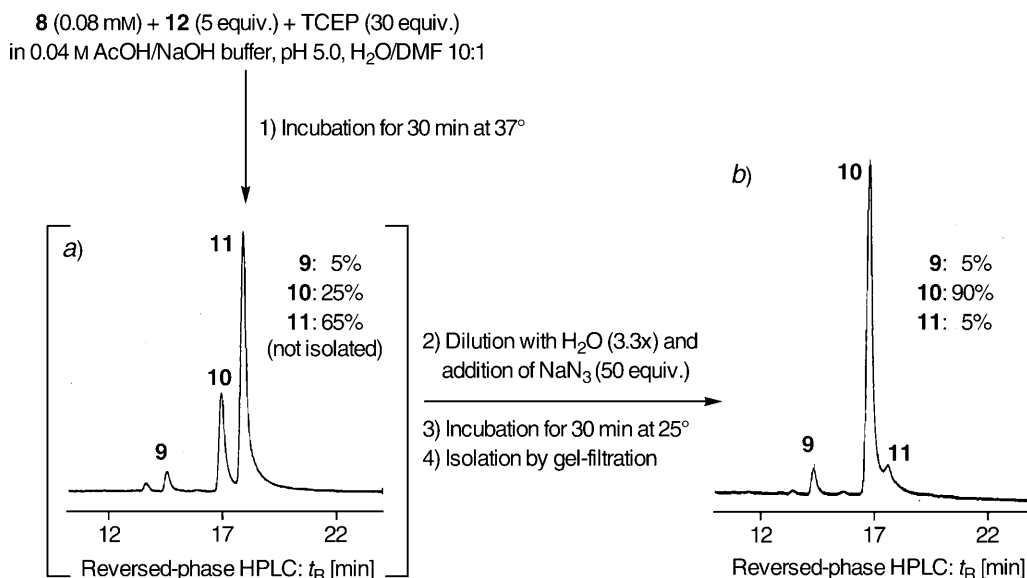 8 (0.08 mM) + 12 (5 equiv.) + TCEP (30 equiv.)
in 0.04 M AcOH/NaOH buffer, pH 5.0, H₂O/DMF 10:1
1) Incubation for 30 min at 37°
a)
11
9: 5%
10: 25%
11: 65%
(not isolated)
10
9
12 17 22
Reversed-phase HPLC: tR [min]
2) Dilution with H₂O (3.3x) and
addition of NaN₃ (50 equiv.)
3) Incubation for 30 min at 25°
4) Isolation by gel-filtration
b)
10
9: 5%
10: 90%
11: 5%
9
11
12 17 22
Reversed-phase HPLC: tR [min]